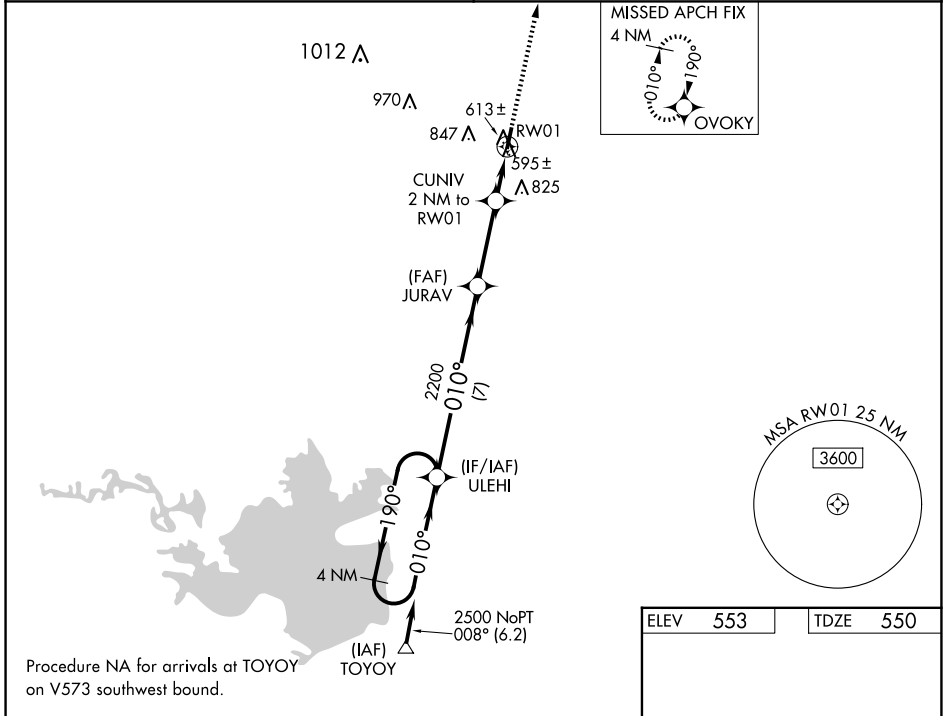 MISSED APCH FIX
4 NM
010°
190°
OVOKY
1012
970
613 ±
847
RW01
595 ±
825
CUNIV
2 NM to
RW01
(FAF)
JURAV
2200
010°
(7)
MSA RW01 25 NM
3600
(IF/IAF)
ULEHI
190°
010°
4 NM
2500 NoPT
008° (6.2)
(IAF)
TOYOY
ELEV 553
TDZE 550
Procedure NA for arrivals at TOYOY
on V573 southwest bound.